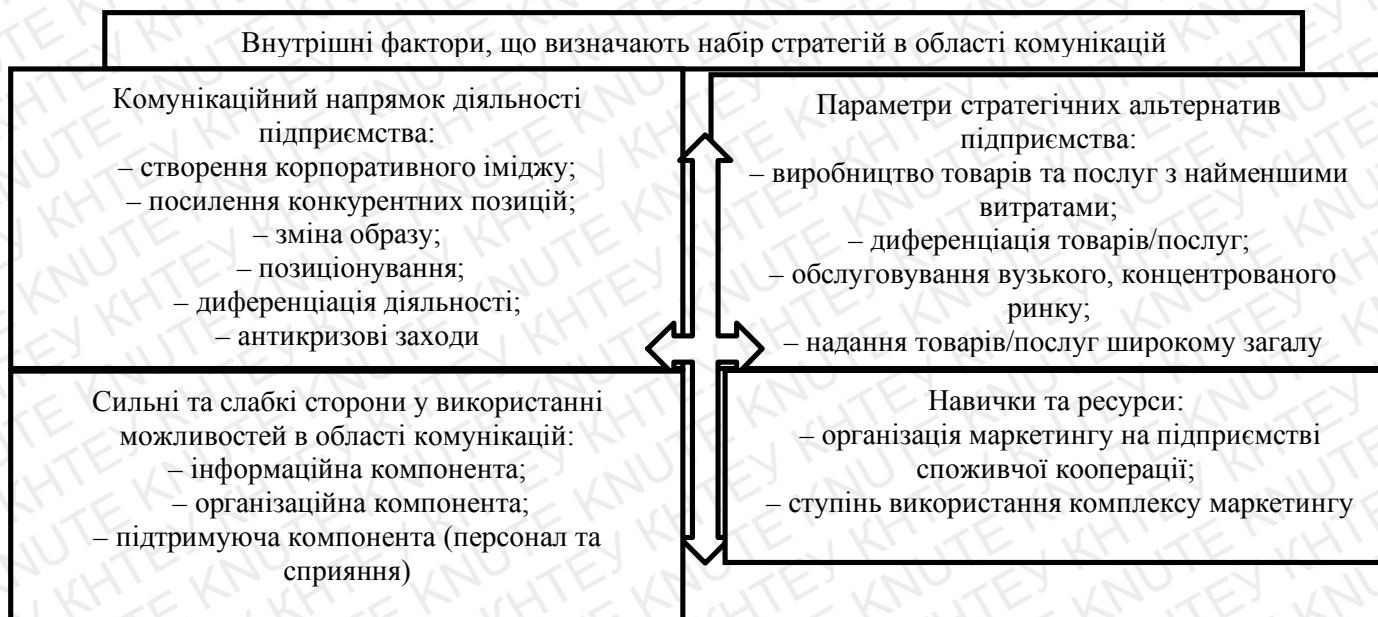 Внутрішні фактори, що визначають набір стратегій в області комунікацій
Комунікаційний напрямок діяльності
підприємства:
– створення корпоративного іміджу;
– посилення конкурентних позицій;
– зміна образу;
– позиціонування;
– диференціація діяльності;
– антикризові заходи
Параметри стратегічних альтернатив
підприємства:
– виробництво товарів та послуг з найменшими
витратами;
– диференціація товарів/послуг;
– обслуговування вузького, концентрованого
ринку;
– надання товарів/послуг широкому загалу
Сильні та слабкі сторони у використанні
можливостей в області комунікацій:
– інформаційна компонента;
– організаційна компонента;
– підтримуюча компонента (персонал та
сприяння)
Навички та ресурси:
– організація маркетингу на підприємстві
споживчої кооперації;
– ступінь використання комплексу маркетингу